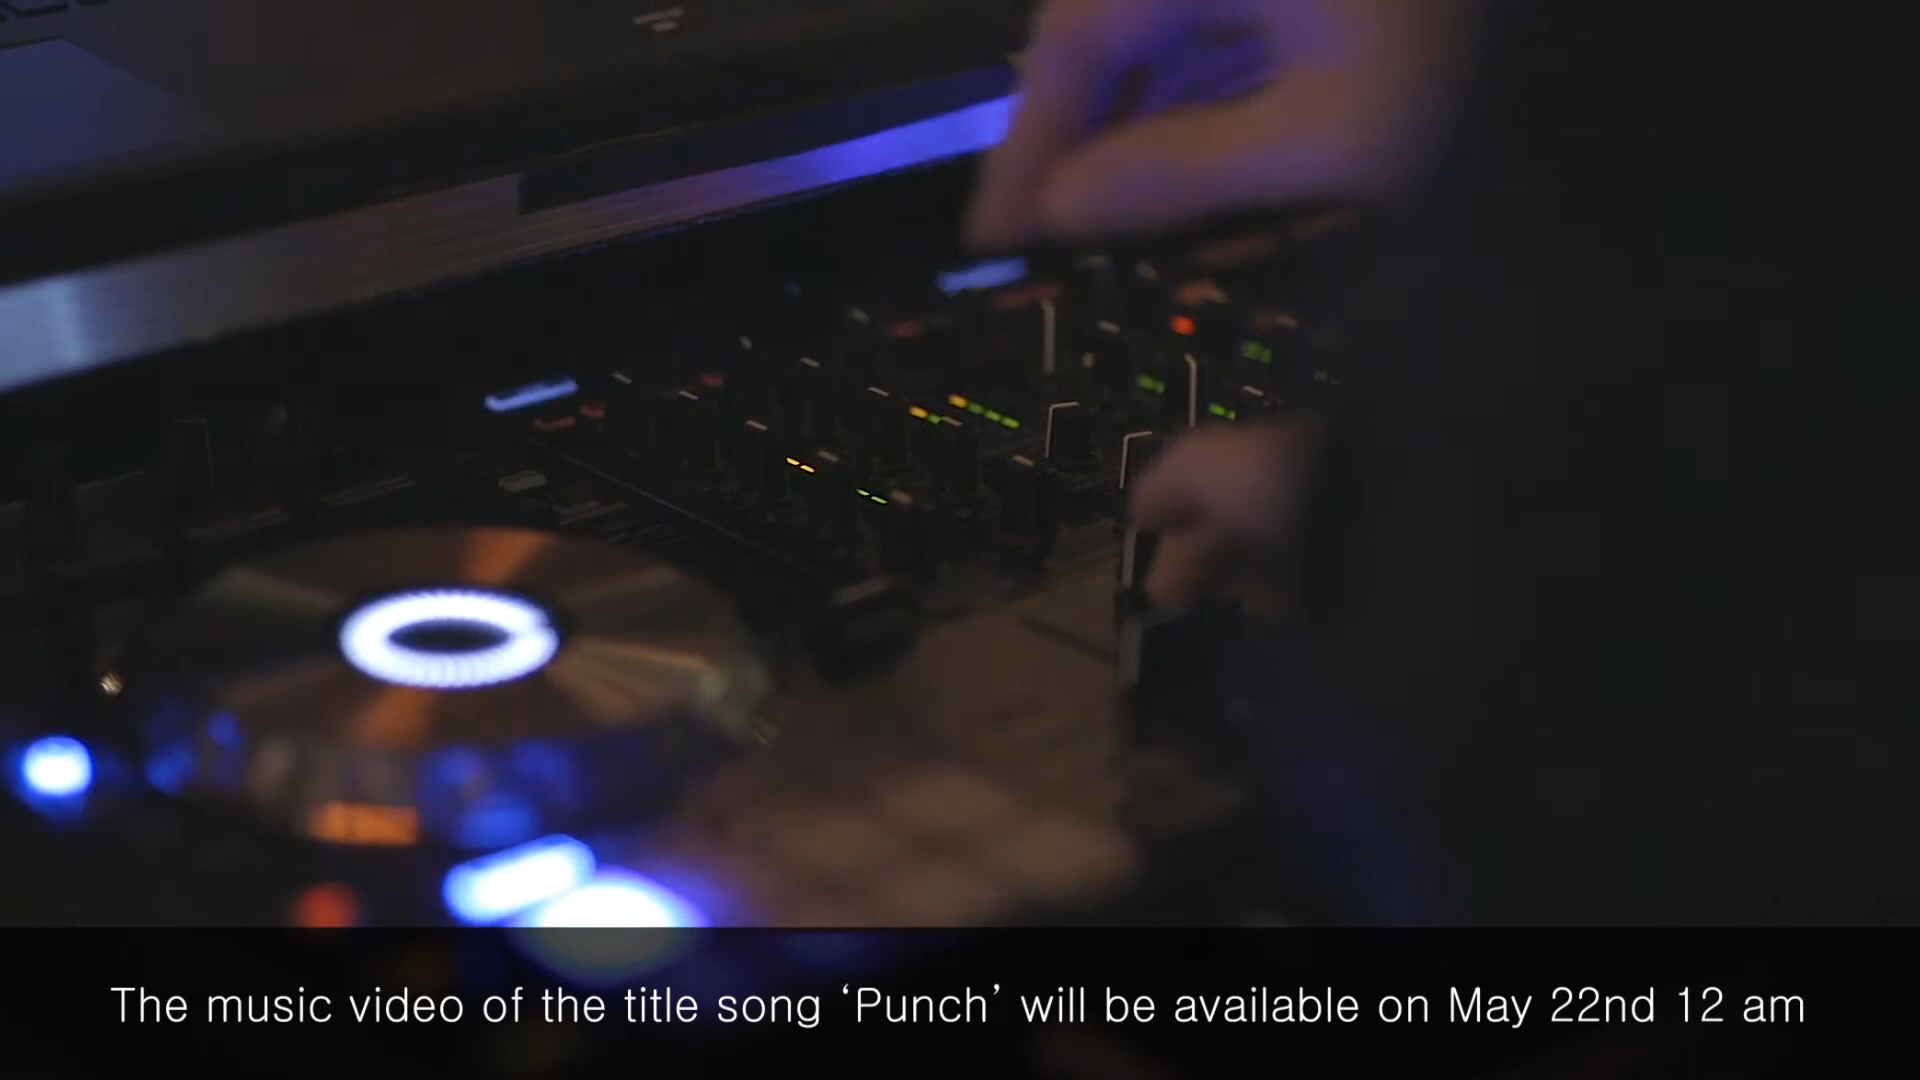 The music video of the title song ‘Punch’ will be available on May 22nd 12 am